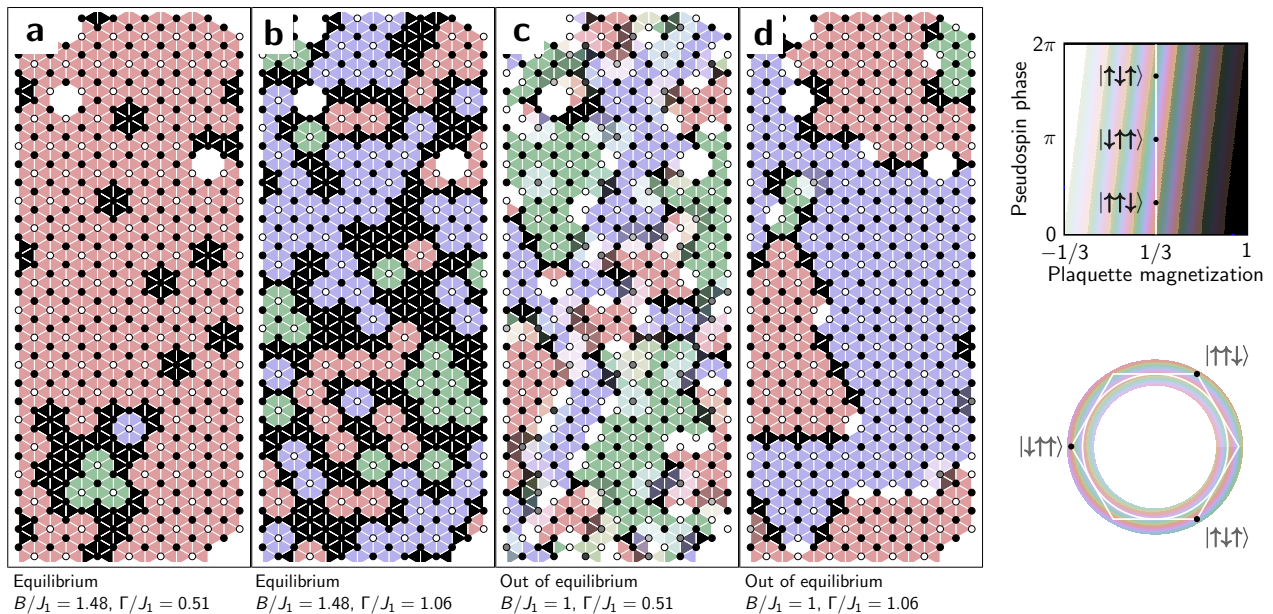 a
b
c
d
Equilibrium
B/J₁ = 1.48, Γ/J₁ = 0.51
Equilibrium
B/J₁ = 1.48, Γ/J₁ = 1.06
Out of equilibrium
B/J₁ = 1, Γ/J₁ = 0.51
Out of equilibrium
B/J₁ = 1, Γ/J₁ = 1.06
Pseudospin phase
2π
π
0
|↑↓↑⟩
|↓↑↑⟩
|↑↑↓⟩
−1/3
1/3
1
Plaquette magnetization
|↑↑↓⟩
|↓↑↑⟩
|↑↓↑⟩